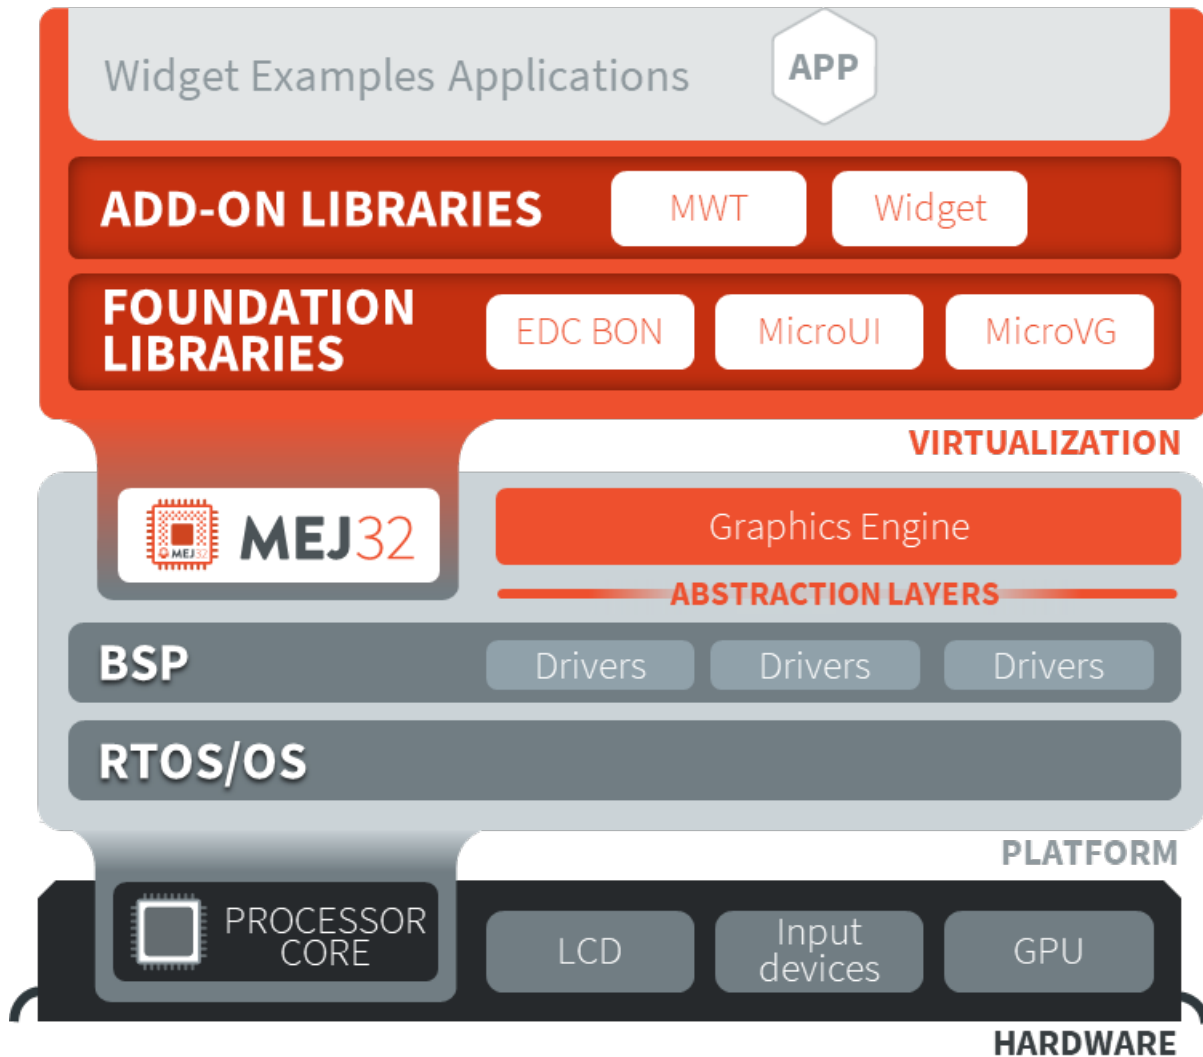 Widget Examples Applications
APP
ADD-ON LIBRARIES
MWT
Widget
FOUNDATION
LIBRARIES
EDC BON
MicroUI
MicroVG
VIRTUALIZATION
MEJ32
MEJ32
Graphics Engine
ABSTRACTION LAYERS
BSP
Drivers
Drivers
Drivers
RTOS/OS
PLATFORM
PROCESSOR
CORE
LCD
Input
devices
GPU
HARDWARE